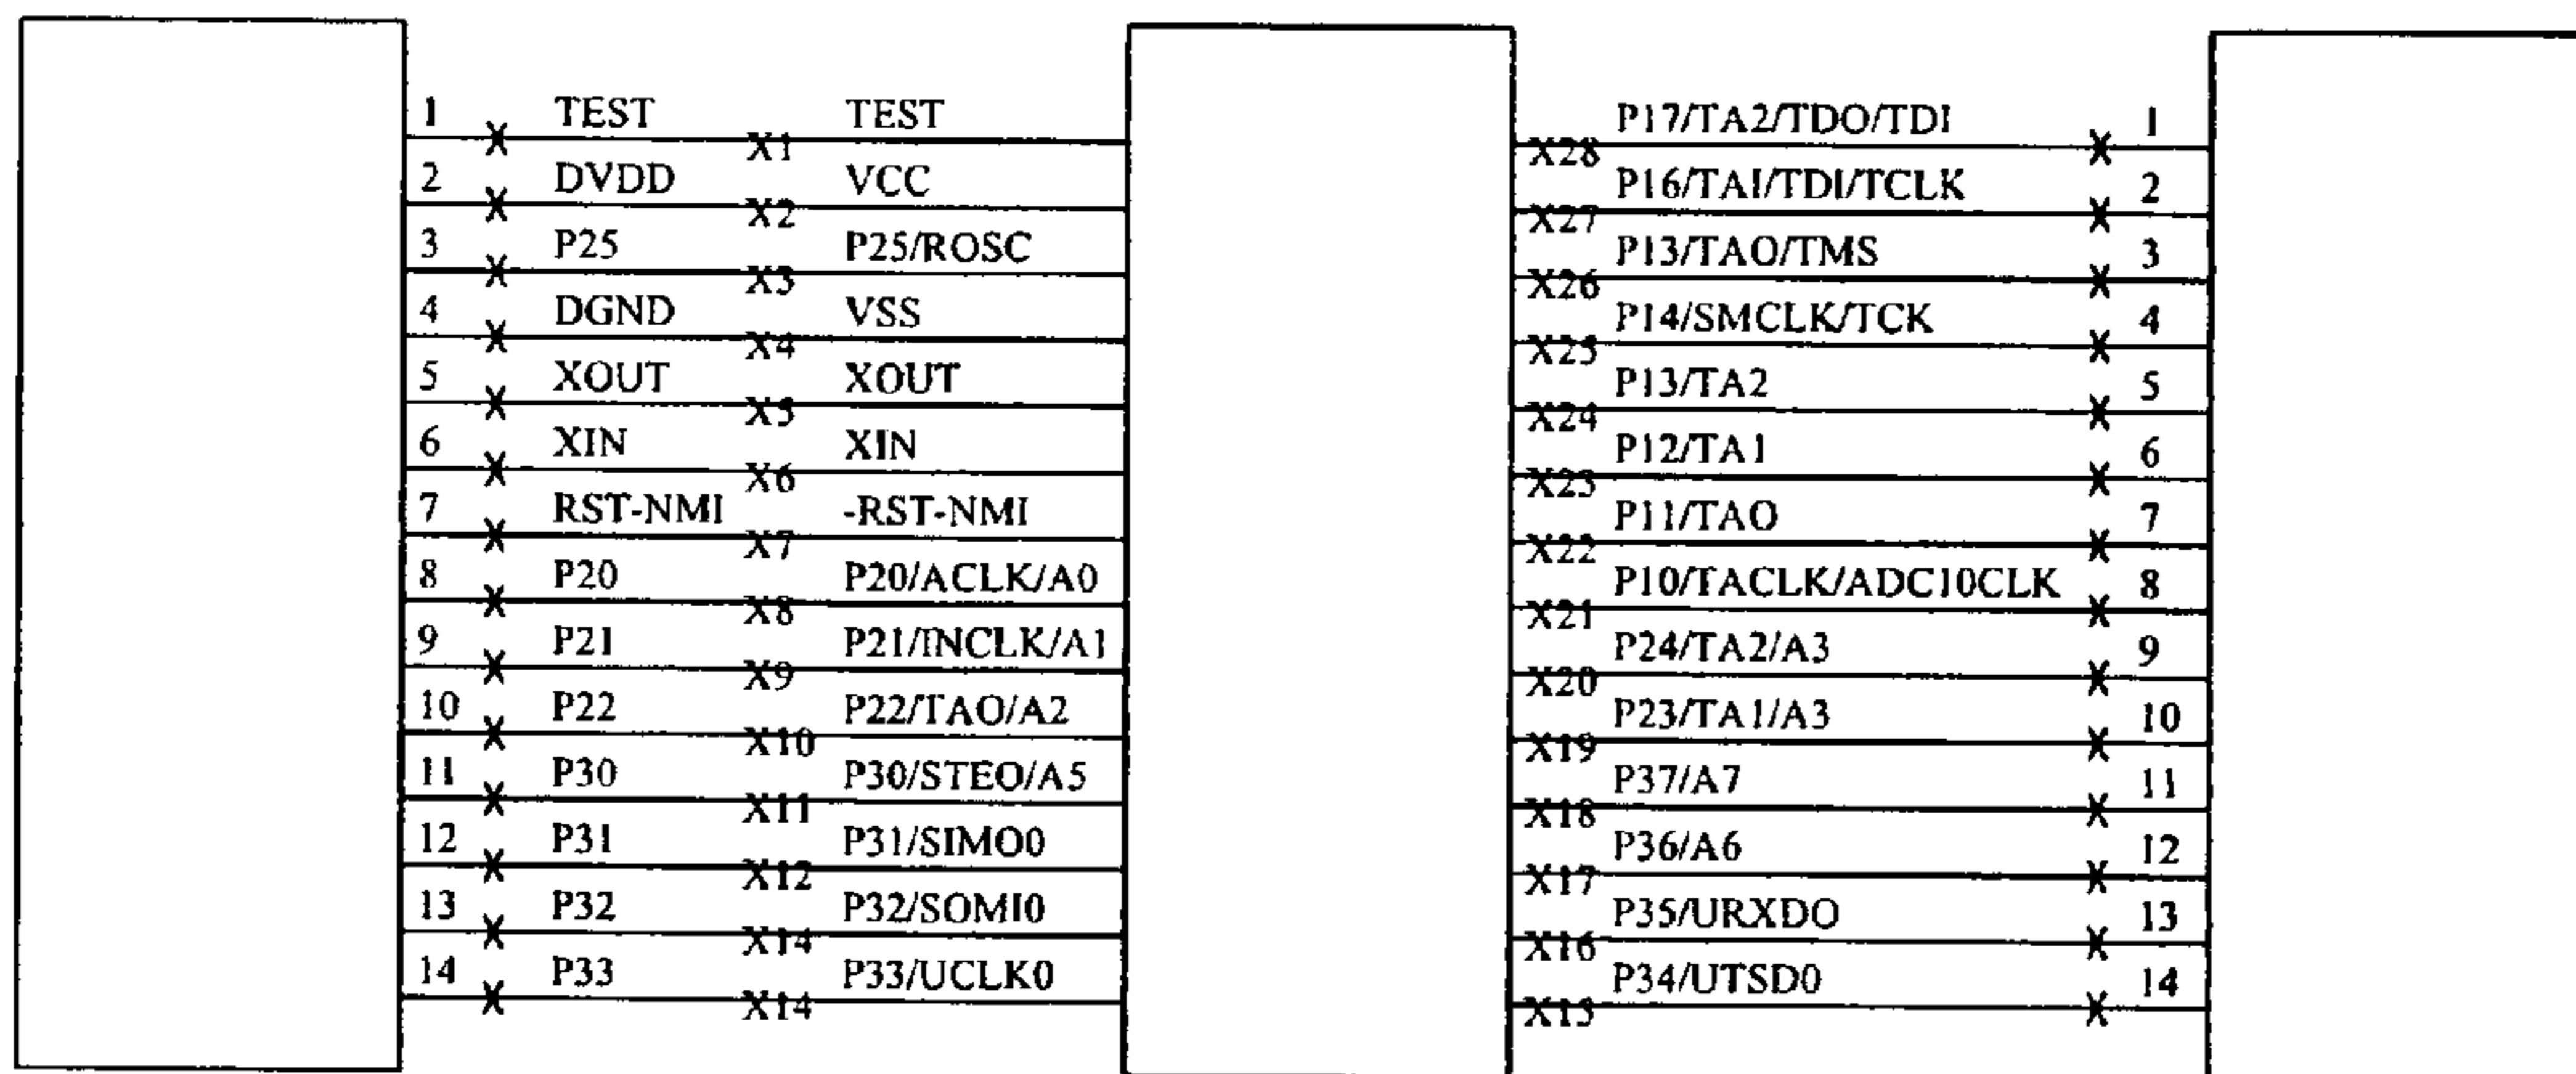 1 TEST X1 TEST
2 DVDD X2 VCC
3 P25 X3 P25/ROSC
4 DGND X4 VSS
5 XOUT X5 XOUT
6 XIN X6 XIN
7 RST-NMI X7 -RST-NMI
8 P20 X8 P20/ACLK/A0
9 P21 X9 P21/INCLK/A1
10 P22 X10 P22/TAO/A2
11 P30 X11 P30/STEO/A5
12 P31 X12 P31/SIMO0
13 P32 X14 P32/SOMI0
14 P33 X14 P33/UCLK0
X28 P17/TA2/TDO/TDI 1
X27 P16/TAI/TDI/TCLK 2
X26 P13/TAO/TMS 3
X25 P14/SMCLK/TCK 4
X24 P13/TA2 5
X23 P12/TA1 6
X22 P11/TAO 7
X21 P10/TACLK/ADC10CLK 8
X20 P24/TA2/A3 9
X19 P23/TA1/A3 10
X18 P37/A7 11
X17 P36/A6 12
X16 P35/URXDO 13
X15 P34/UTSD0 14